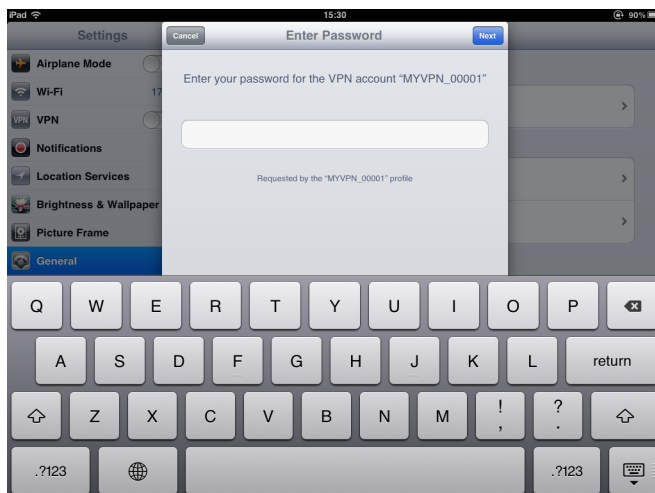 iPad 15:30 90%
Settings
Cancel Enter Password Next
Airplane Mode
Wi-Fi 17
VPN VPN
Notifications
Location Services
Brightness & Wallpaper
Picture Frame
General
Enter your password for the VPN account “MYVPN_00001”
Requested by the “MYVPN_00001” profile
Q W E R T Y U I O P
A S D F G H J K L return
Z X C V B N M ! , ? .
.?123 .?123